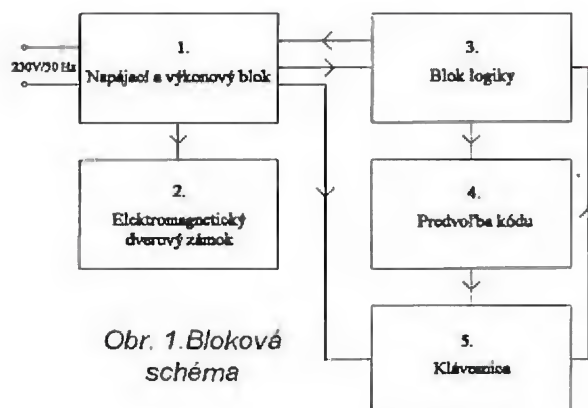 230V/50 Hz
1.
Napájací a výkonový blok
2.
Elektromagnetický
dverový zámok
3.
Blok logiky
4.
Predvoľba kódu
5.
Klávesnica
Obr. 1.Bloková
schéma